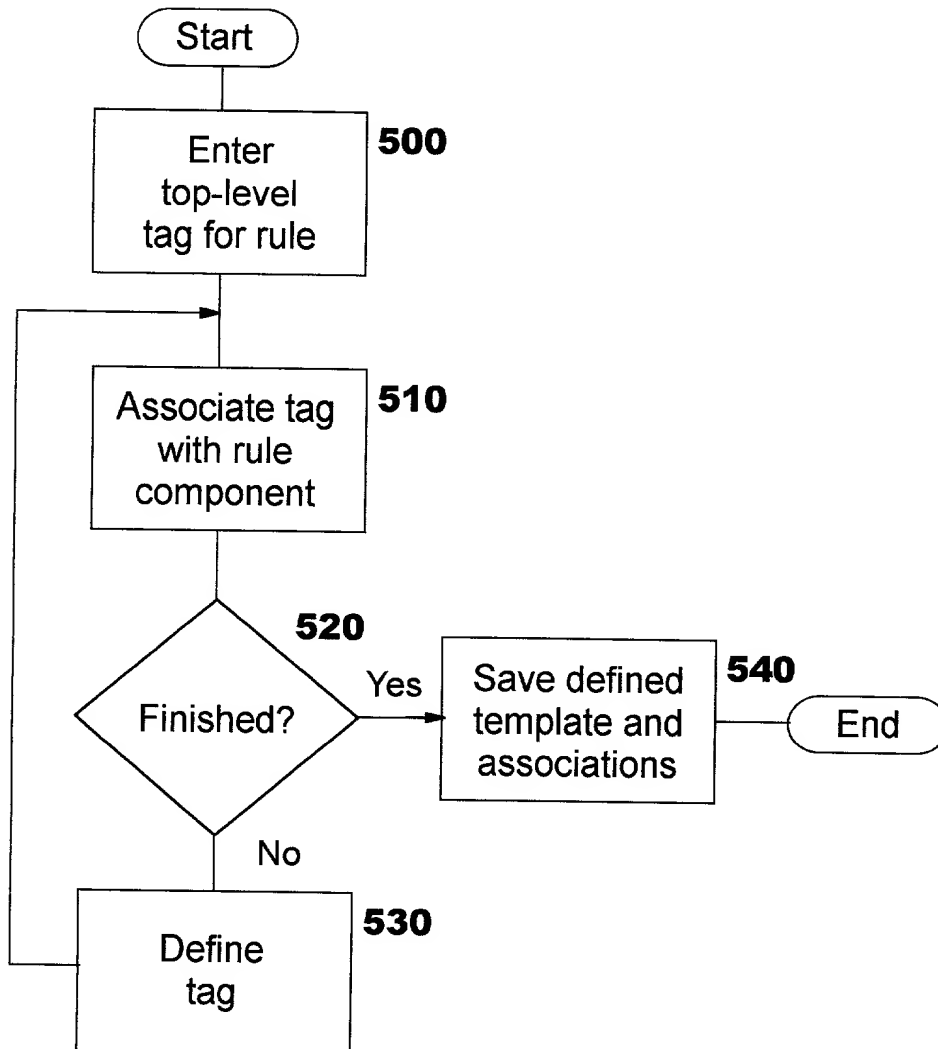 Start
Enter
top-level
tag for rule
500
Associate tag
with rule
component
510
Finished?
520
Yes
Save defined
template and
associations
540
End
No
Define
tag
530